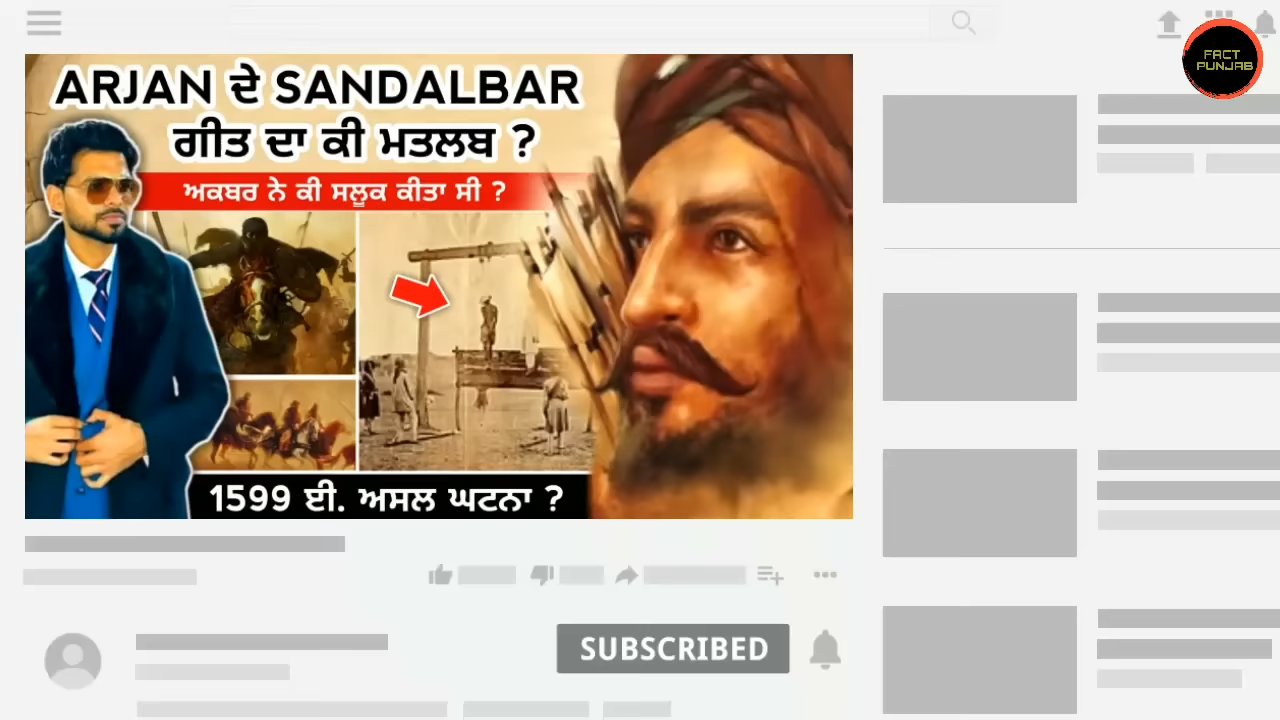 FACT
PUNJAB
ARJAN ਦੇ SANDALBAR
ਗੀਤ ਦਾ ਕੀ ਮਤਲਬ ?
ਅਕਬਰ ਨੇ ਕੀ ਸਲੂਕ ਕੀਤਾ ਸੀ ?
1599 ਈ. ਅਸਲ ਘਟਨਾ ?
SUBSCRIBED